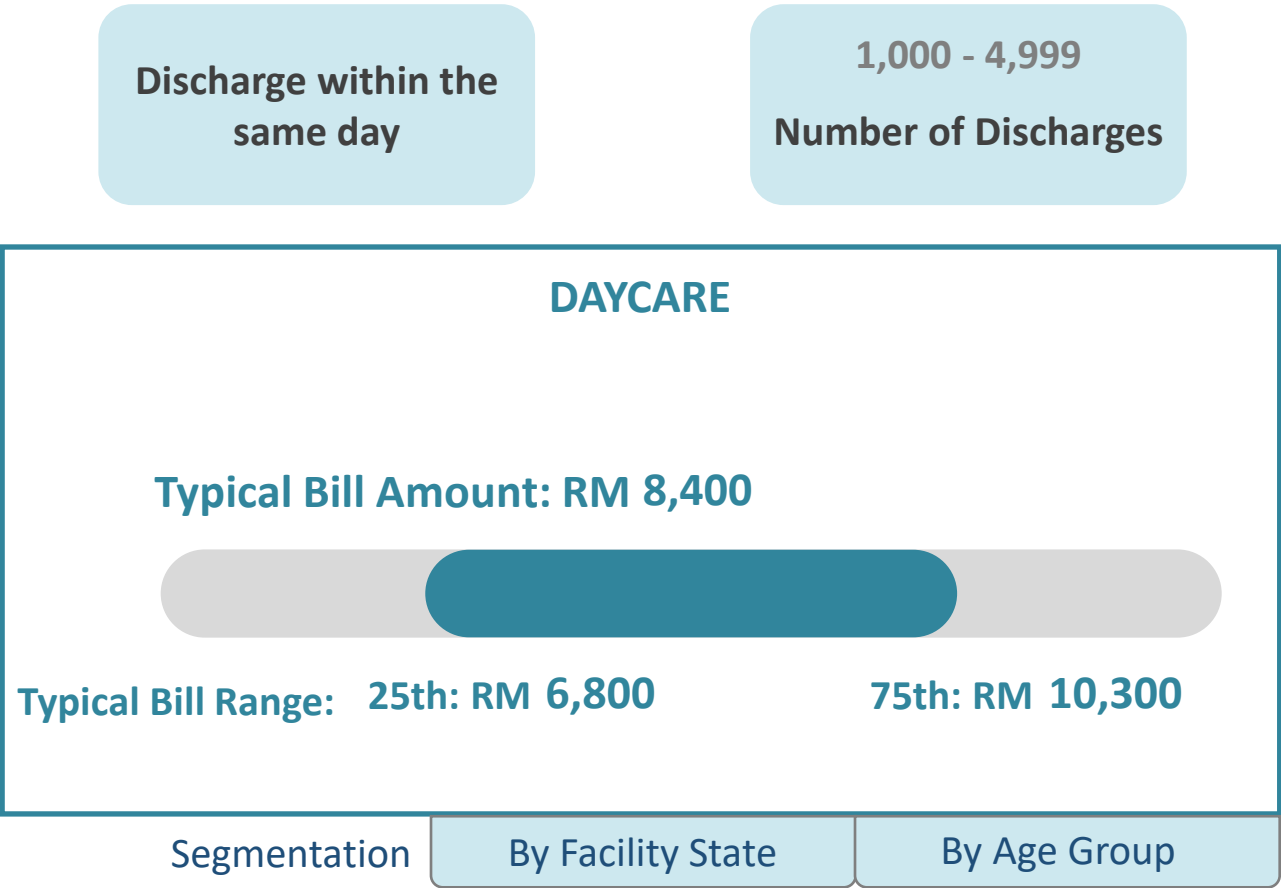 Discharge within the
same day
1,000 - 4,999
Number of Discharges
DAYCARE
Typical Bill Amount: RM 8,400
Typical Bill Range: 25th: RM 6,800 75th: RM 10,300
Segmentation By Facility State By Age Group